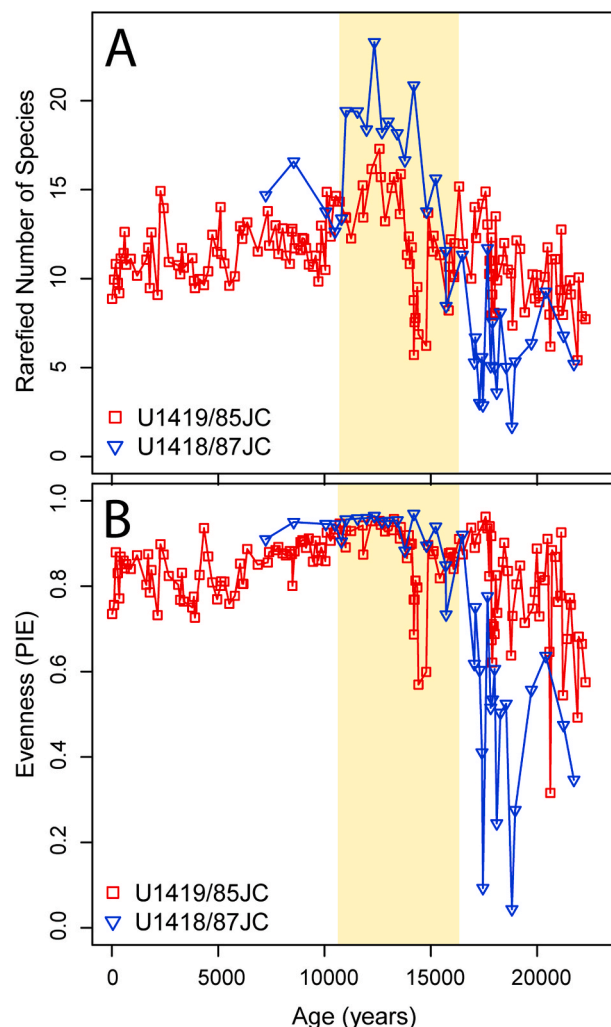 A
Rarefied Number of Species
20
15
10
5
0
U1419/85JC
U1418/87JC
B
Evenness (PIE)
1.0
0.8
0.6
0.4
0.2
0.0
U1419/85JC
U1418/87JC
0 5000 10000 15000 20000
Age (years)